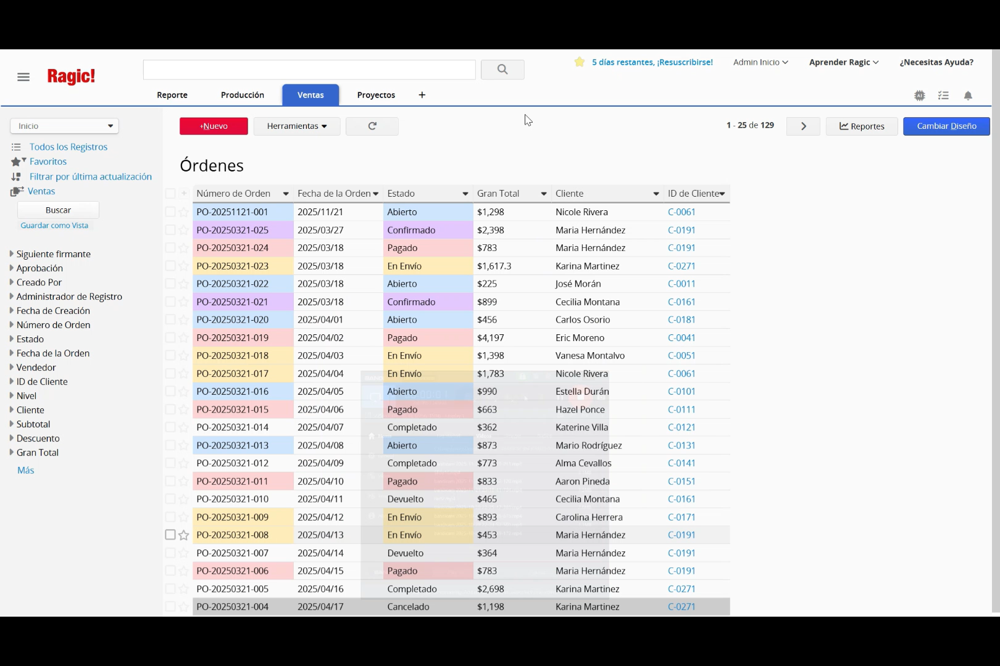 Ragic!
5 días restantes, ¡Resuscribirse! Admin Inicio Aprender Ragic ¿Necesitas Ayuda?
Reporte Producción Ventas Proyectos +
AI
Inicio
+Nuevo Herramientas 1 - 25 de 129 Reportes Cambiar Diseño
Todos los Registros
Favoritos
Filtrar por última actualización
Ventas
Buscar
Guardar como Vista
Siguiente firmante
Aprobación
Creado Por
Administrador de Registro
Fecha de Creación
Número de Orden
Estado
Fecha de la Orden
Vendedor
ID de Cliente
Nivel
Cliente
Subtotal
Descuento
Gran Total
Más
Órdenes
Número de Orden Fecha de la Orden Estado Gran Total Cliente ID de Cliente
PO-20251121-001 2025/11/21 Abierto $1,298 Nicole Rivera C-0061
PO-20250321-025 2025/03/27 Confirmado $2,398 Maria Hernández C-0191
PO-20250321-024 2025/03/18 Pagado $783 Maria Hernández C-0191
PO-20250321-023 2025/03/18 En Envío $1,617.3 Karina Martinez C-0271
PO-20250321-022 2025/03/18 Abierto $225 José Morán C-0011
PO-20250321-021 2025/03/18 Confirmado $899 Cecilia Montana C-0161
PO-20250321-020 2025/04/01 Abierto $456 Carlos Osorio C-0181
PO-20250321-019 2025/04/02 Pagado $4,197 Eric Moreno C-0041
PO-20250321-018 2025/04/03 En Envío $1,398 Vanesa Montalvo C-0051
PO-20250321-017 2025/04/04 En Envío $1,783 Nicole Rivera C-0061
PO-20250321-016 2025/04/05 Abierto $990 Estella Durán C-0101
PO-20250321-015 2025/04/06 Pagado $663 Hazel Ponce C-0111
PO-20250321-014 2025/04/07 Completado $362 Katerine Villa C-0121
PO-20250321-013 2025/04/08 Abierto $873 Mario Rodríguez C-0131
PO-20250321-012 2025/04/09 Completado $773 Alma Cevallos C-0141
PO-20250321-011 2025/04/10 Pagado $833 Aaron Pineda C-0151
PO-20250321-010 2025/04/11 Devuelto $465 Cecilia Montana C-0161
PO-20250321-009 2025/04/12 En Envío $893 Carolina Herrera C-0171
PO-20250321-008 2025/04/13 En Envío $453 Maria Hernández C-0191
PO-20250321-007 2025/04/14 Devuelto $364 Maria Hernández C-0191
PO-20250321-006 2025/04/15 Pagado $783 Maria Hernández C-0191
PO-20250321-005 2025/04/16 Completado $2,698 Karina Martinez C-0271
PO-20250321-004 2025/04/17 Cancelado $1,198 Karina Martinez C-0271